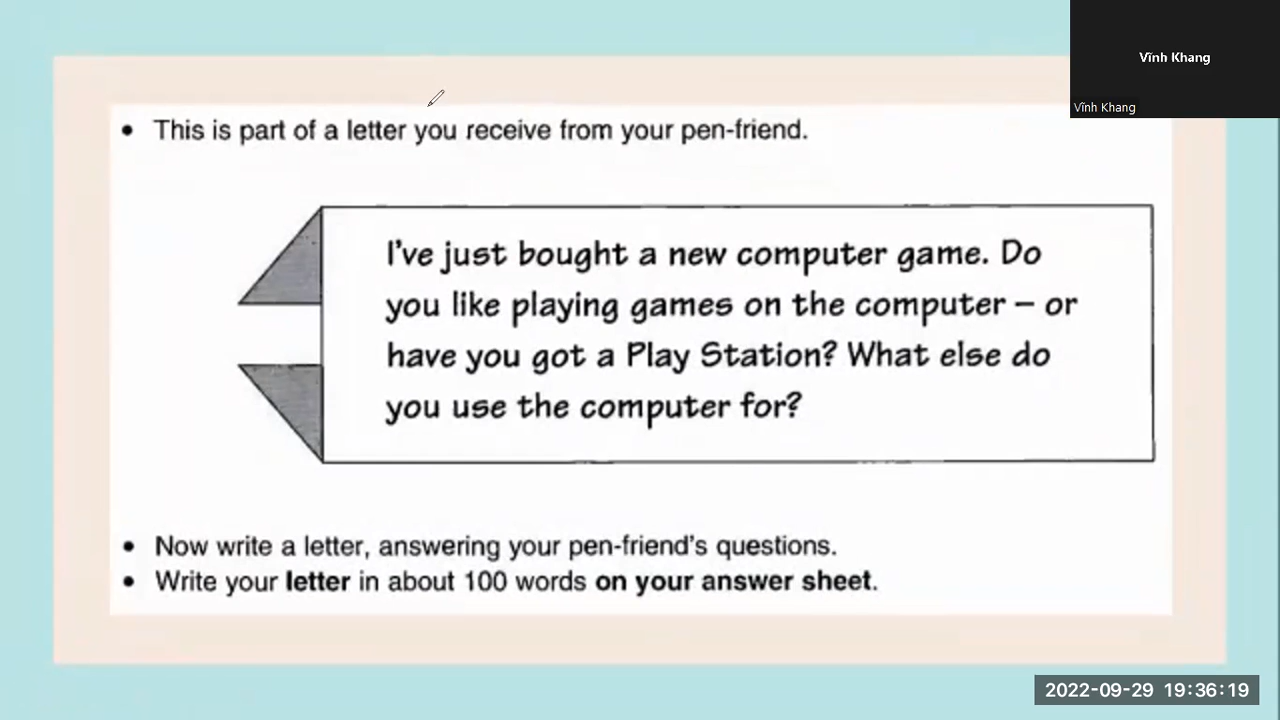 Vĩnh Khang
Vĩnh Khang
• This is part of a letter you receive from your pen-friend.
I've just bought a new computer game. Do
you like playing games on the computer – or
have you got a Play Station? What else do
you use the computer for?
• Now write a letter, answering your pen-friend's questions.
• Write your letter in about 100 words on your answer sheet.
2022-09-29 19:36:19